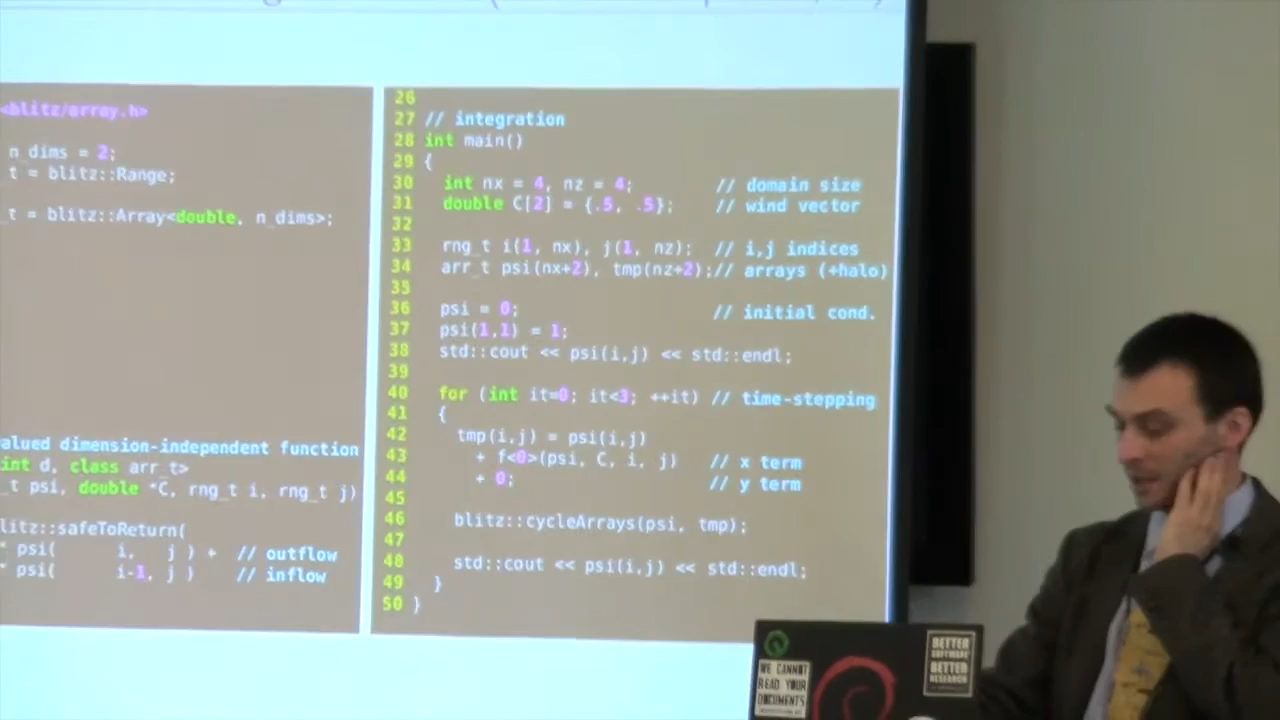 <blitz/array.h>
n_dims = 2;
t = blitz::Range;
_t = blitz::Array<double, n_dims>;
alued dimension-independent function
int d, class arr_t>
_t psi, double *C, rng_t i, rng_t j)
litz::safeToReturn(
* psi( i, j ) + // outflow
* psi( i-1, j ) // inflow
26
27 // integration
28 int main()
29 {
30 int nx = 4, nz = 4; // domain size
31 double C[2] = {.5, .5}; // wind vector
32
33 rng_t i(1, nx), j(1, nz); // i,j indices
34 arr_t psi(nx+2), tmp(nz+2);// arrays (+halo)
35
36 psi = 0; // initial cond.
37 psi(1,1) = 1;
38 std::cout << psi(i,j) << std::endl;
39
40 for (int it=0; it<3; ++it) // time-stepping
41 {
42 tmp(i,j) = psi(i,j)
43 + f<0>(psi, C, i, j) // x term
44 + 0; // y term
45
46 blitz::cycleArrays(psi, tmp);
47
48 std::cout << psi(i,j) << std::endl;
49 }
50 }
WE CANNOT
READ YOUR
DOCUMENTS
BETTER
SOFTWARE
BETTER
RESEARCH